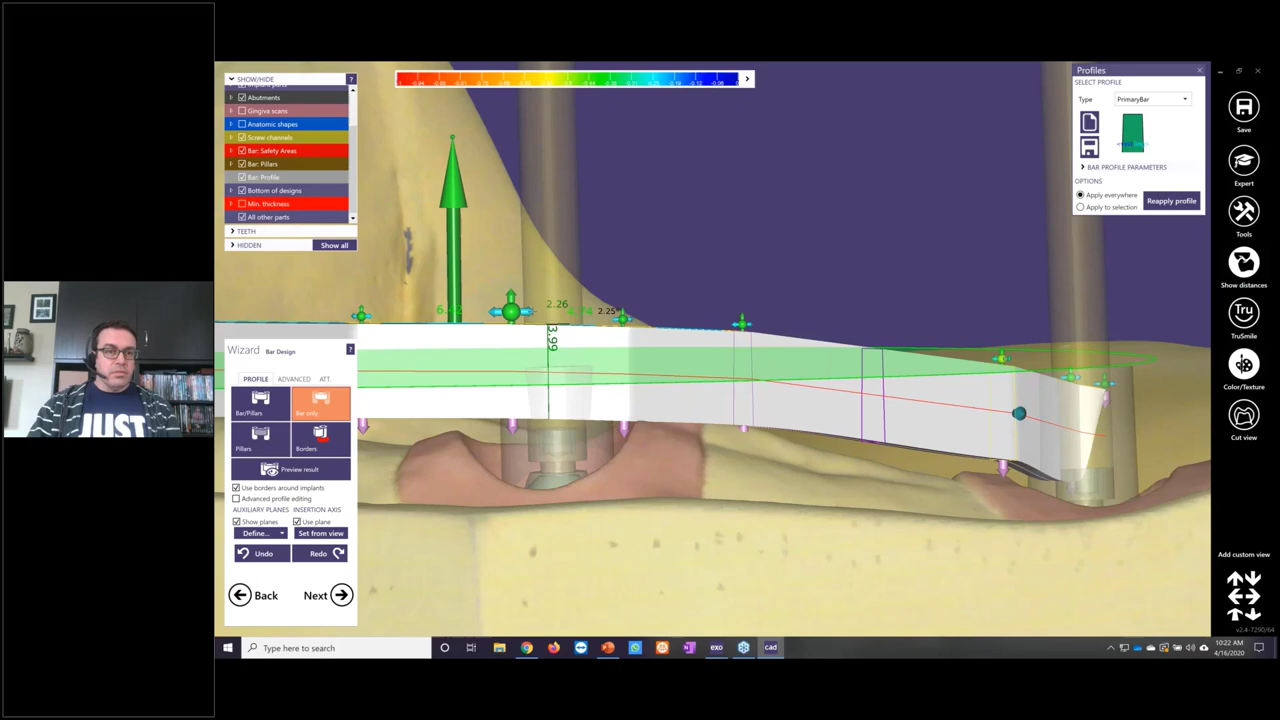 SHOW/HIDE ?
Abutments
Gingiva scans
Anatomic shapes
Screw channels
Bar: Safety Areas
Bar: Pillars
Bar: Profile
Bottom of designs
Min. thickness
All other parts
TEETH
HIDDEN Show all
Profiles
SELECT PROFILE
Type PrimaryBar
BAR PROFILE PARAMETERS
OPTIONS
Apply everywhere
Apply to selection
Reapply profile
Save
Expert
Tools
Show distances
Tru
TruSmile
Color/Texture
Cut view
Add custom view
v2.4-7290/64
2.26
2.25
3.99
Wizard Bar Design ?
PROFILE ADVANCED ATT
Bar/Pillars Bar only
Pillars Borders
Preview result
Use borders around implants
Advanced profile editing
AUXILIARY PLANES INSERTION AXIS
Show planes Use plane
Define... Set from view
Undo Redo
Back Next
JUST
Type here to search
exo
cad
10:22 AM
4/16/2020